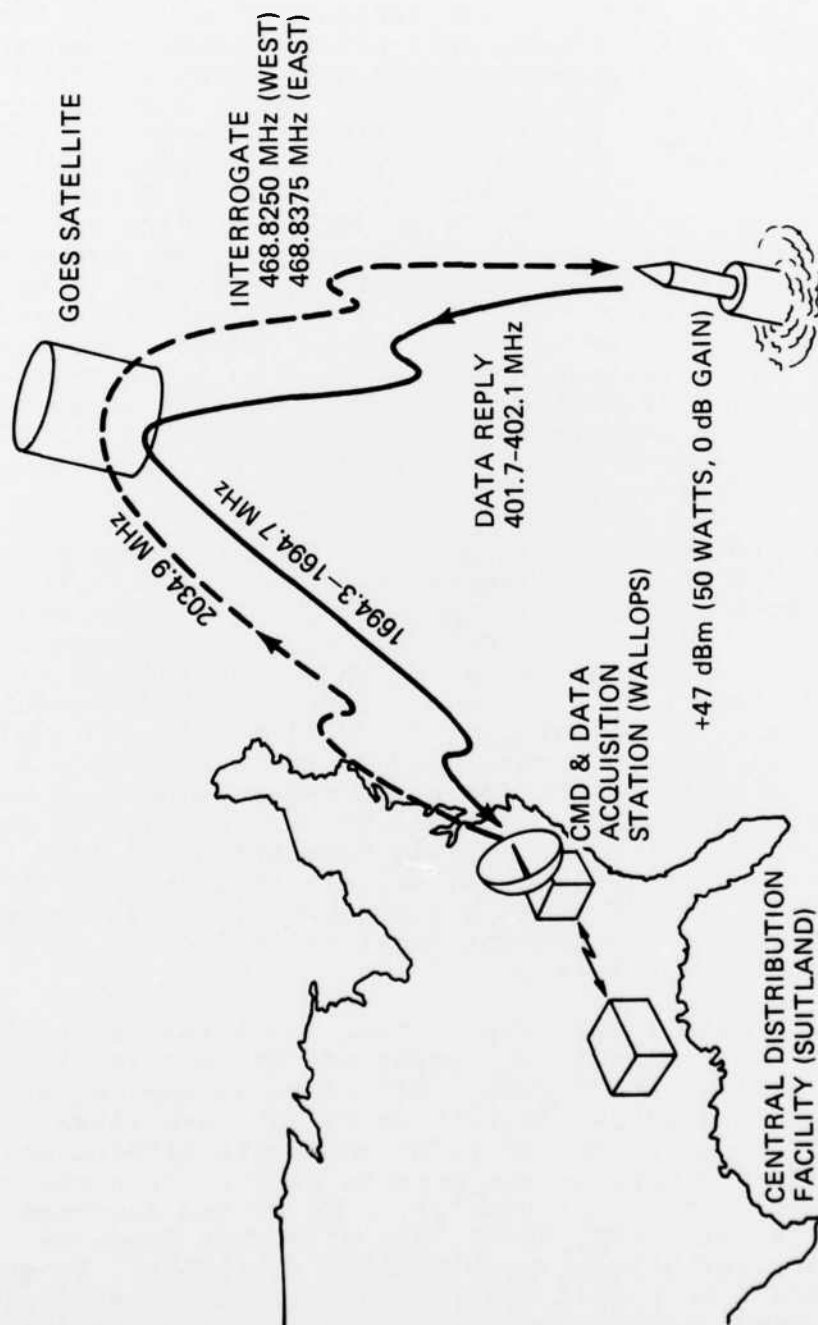 GOES SATELLITE
INTERROGATE
468.8250 MHz (WEST)
468.8375 MHz (EAST)
2034.9 MHz
1694.3–1694.7 MHz
DATA REPLY
401.7–402.1 MHz
CMD & DATA
ACQUISITION
STATION (WALLOPS)
+47 dBm (50 WATTS, 0 dB GAIN)
CENTRAL DISTRIBUTION
FACILITY (SUITLAND)